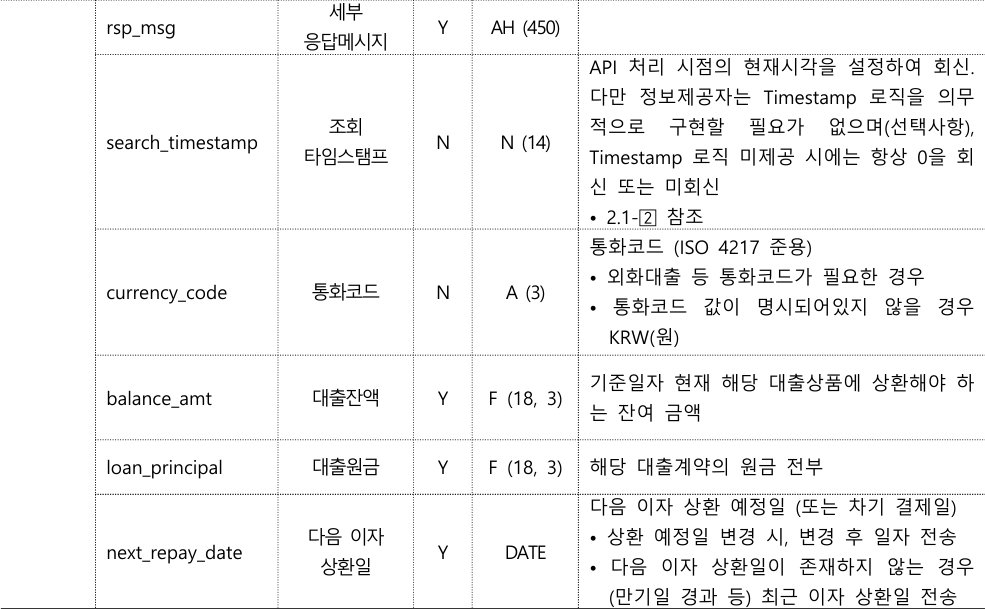 rsp_msg
세부
응답메시지
Y
AH (450)
search_timestamp
조회
타임스탬프
N
N (14)
API 처리 시점의 현재시각을 설정하여 회신.
다만 정보제공자는 Timestamp 로직을 의무
적으로 구현할 필요가 없으며(선택사항),
Timestamp 로직 미제공 시에는 항상 0을 회
신 또는 미회신
• 2.1-2 참조
currency_code
통화코드
N
A (3)
통화코드 (ISO 4217 준용)
• 외화대출 등 통화코드가 필요한 경우
• 통화코드 값이 명시되어있지 않을 경우
KRW(원)
balance_amt
대출잔액
Y
F (18, 3)
기준일자 현재 해당 대출상품에 상환해야 하
는 잔여 금액
loan_principal
대출원금
Y
F (18, 3)
해당 대출계약의 원금 전부
next_repay_date
다음 이자
상환일
Y
DATE
다음 이자 상환 예정일 (또는 차기 결제일)
• 상환 예정일 변경 시, 변경 후 일자 전송
• 다음 이자 상환일이 존재하지 않는 경우
(만기일 경과 등) 최근 이자 상환일 전송